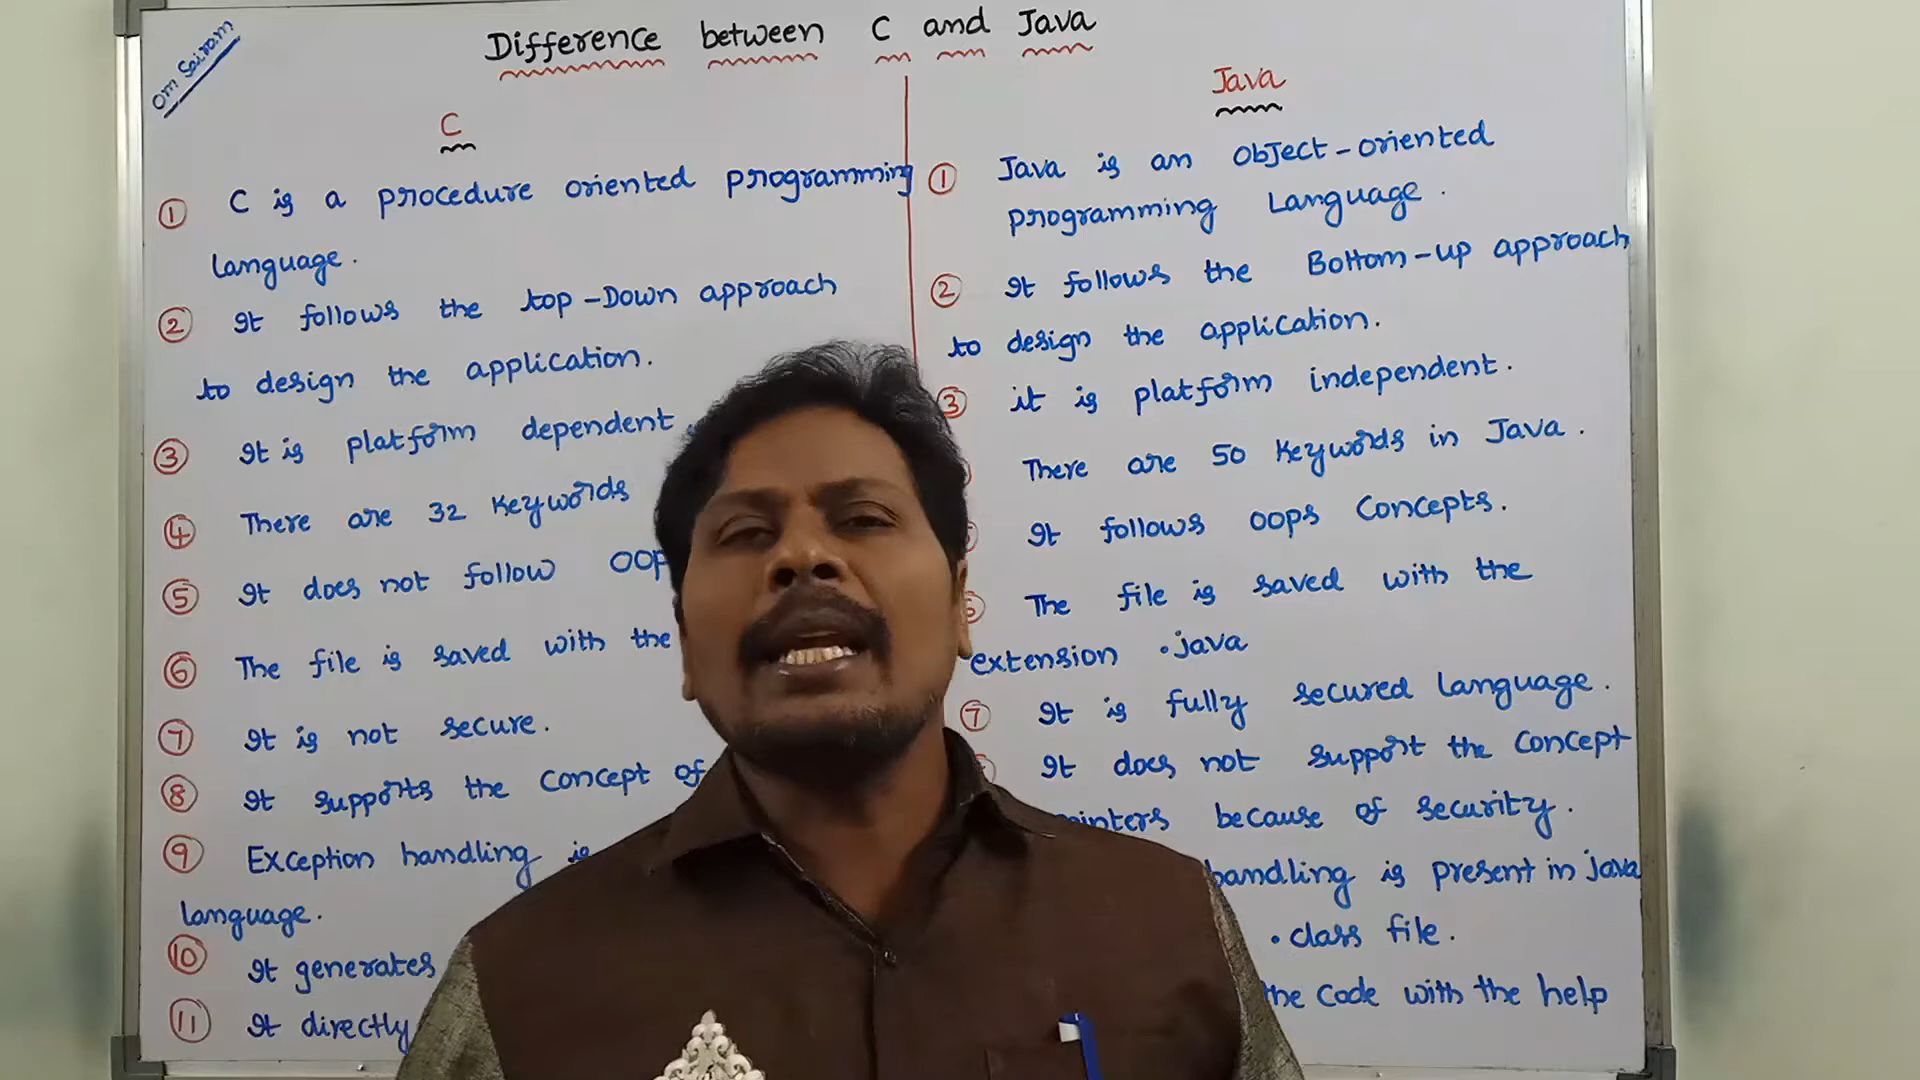 Om Sairam
Difference between C and Java
C
① C is a procedure oriented programming
language.
② It follows the top-Down approach
to design the application.
③ It is platform dependent
④ There are 32 keywords
⑤ It does not follow
⑥ The file is saved with the
⑦ It is not secure.
⑧ It supports the concept of
⑨ Exception handling is
language.
⑩ It generates
⑪ It directly
Java
① Java is an object-oriented
programming Language.
② It follows the Bottom-up approach
to design the application.
③ it is platform independent.
There are 50 keywords in Java.
It follows oops concepts.
The file is saved with the
extension .java
⑦ It is fully secured language.
It does not support the concept
because of security.
handling is present in java
.class file.
the code with the help